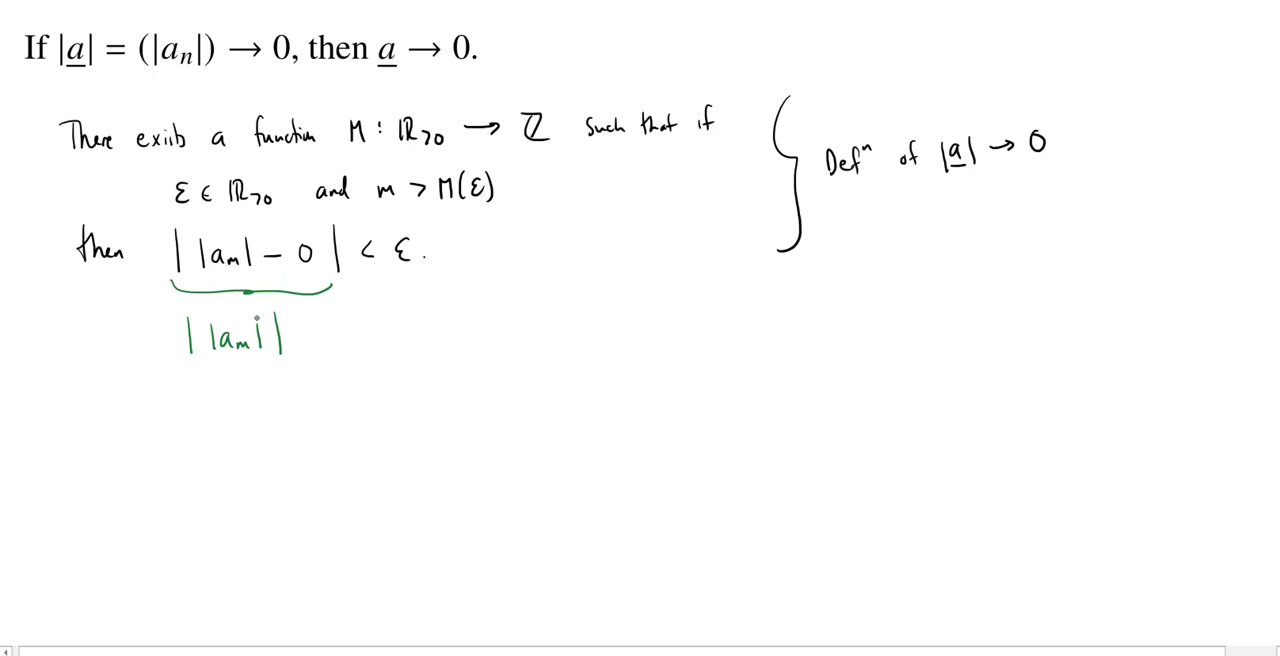 If |a| = (|aₙ|) → 0, then a → 0.
There exiib a function M : ℝ>0 → ℤ such that if
ε ∈ ℝ>0 and m > M(ε)
then | |aₘ| − 0 | < ε.
Defⁿ of |a| → 0
| |aₘ| |